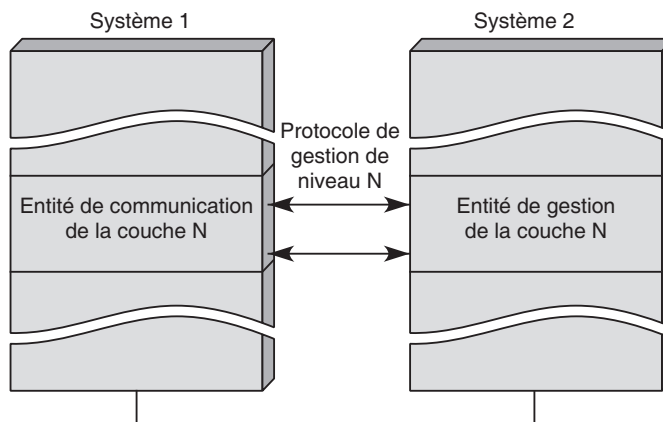 Système 1
Système 2
Protocole de
gestion de
niveau N
Entité de communication
de la couche N
Entité de gestion
de la couche N